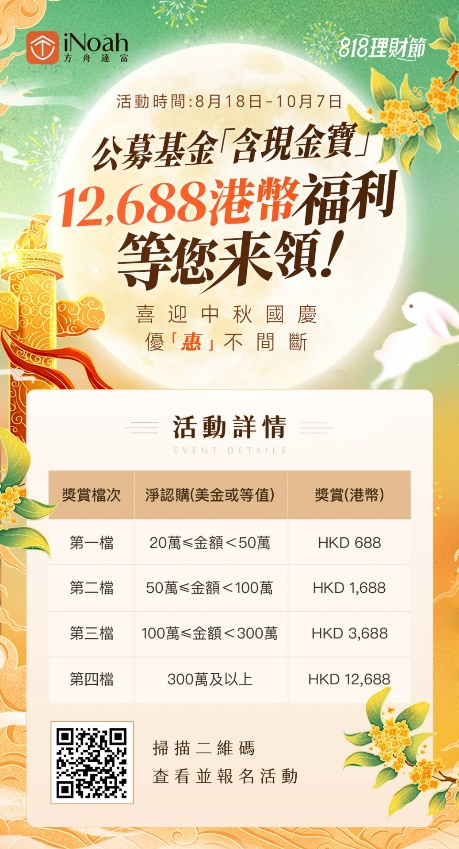 iNoah
方舟達富
818理財節
活動時間:8月18日-10月7日
公募基金「含現金寶」
12,688港幣福利
等您来領!
喜迎中秋國慶
優「惠」不間斷
活動詳情
EVENT DETAILS
獎賞檔次 淨認購(美金或等值) 獎賞(港幣)
第一檔 20萬≤金額<50萬 HKD 688
第二檔 50萬≤金額<100萬 HKD 1,688
第三檔 100萬≤金額<300萬 HKD 3,688
第四檔 300萬及以上 HKD 12,688
掃描二維碼
查看並報名活動